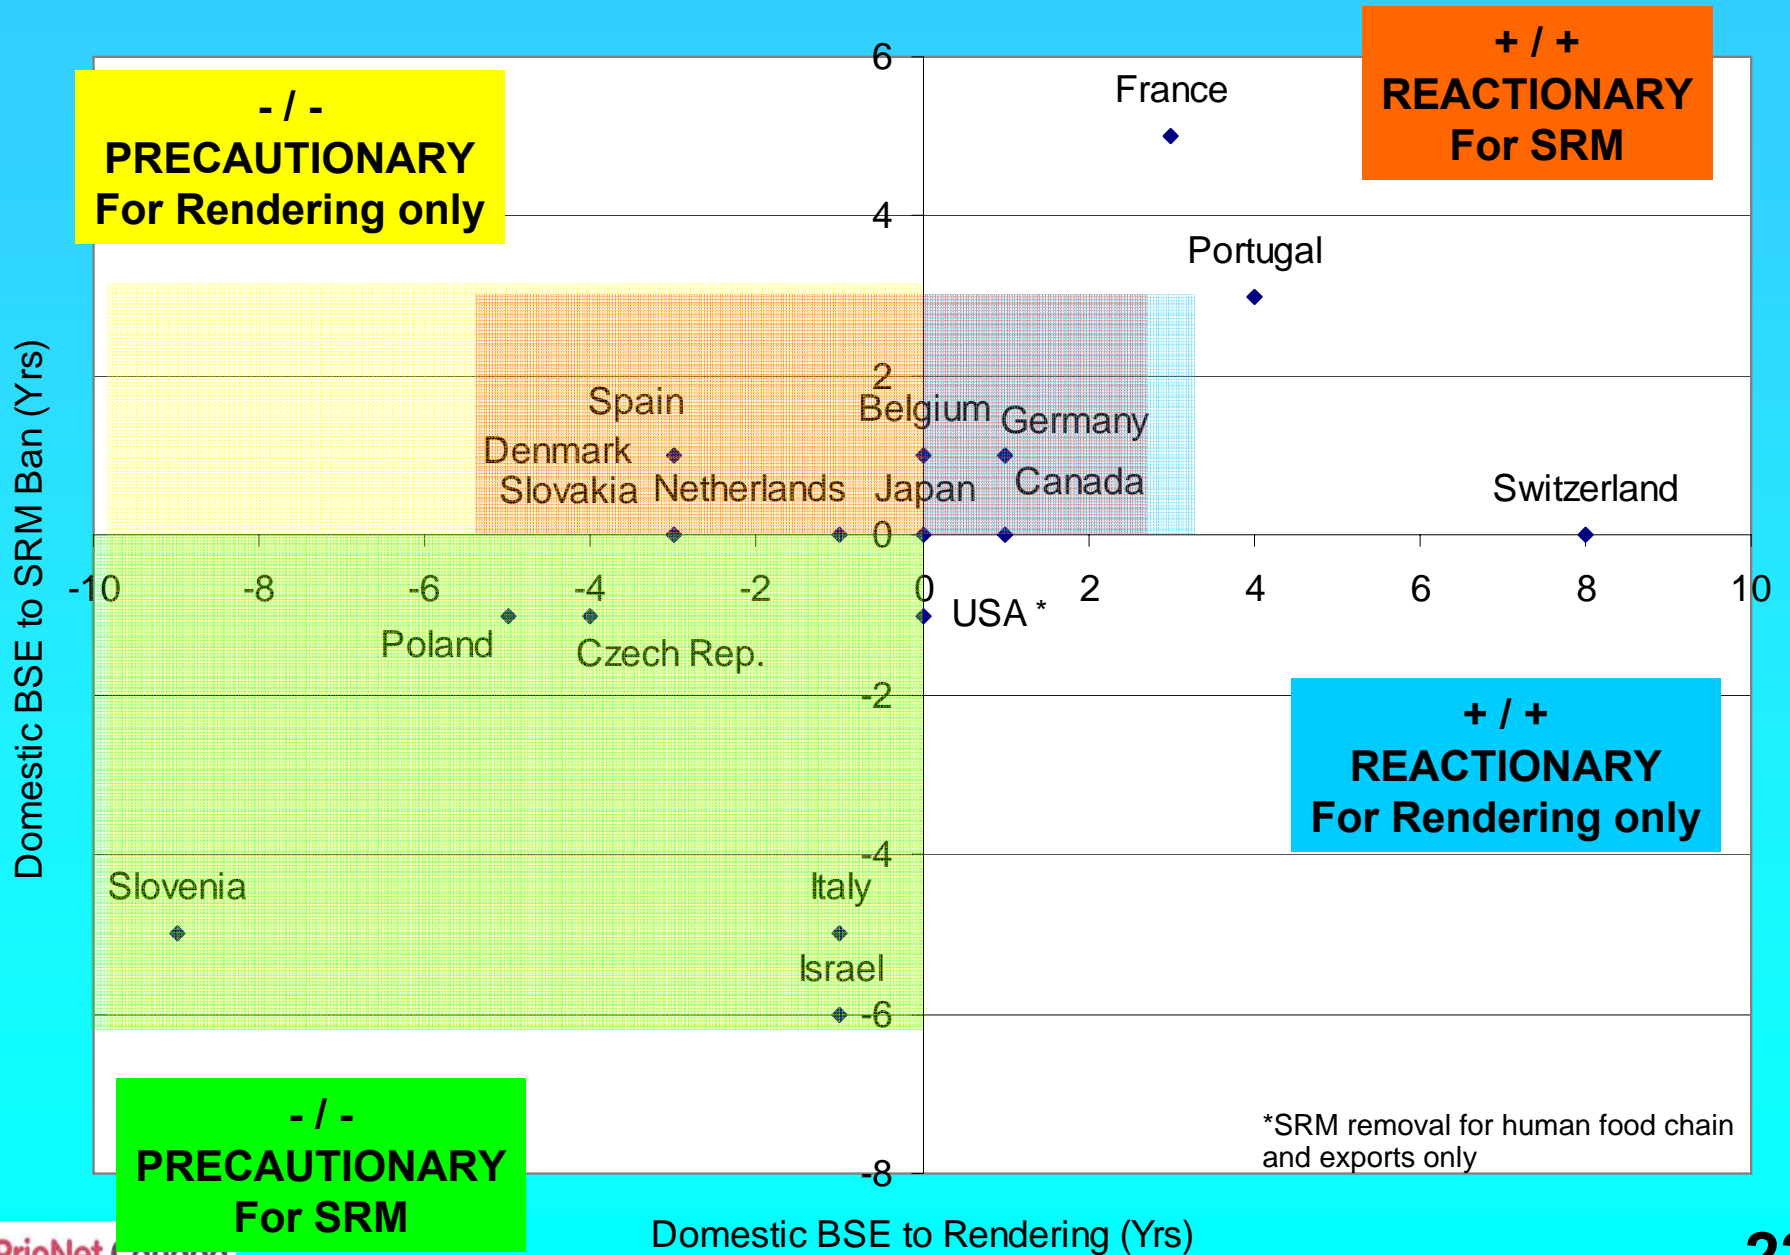 - / -
PRECAUTIONARY
For Rendering only
+ / +
REACTIONARY
For SRM
6
France
4
Portugal
2
Spain
Belgium
Germany
Denmark
Slovakia
Netherlands
Japan
Canada
Switzerland
0
-10
-8
-6
-4
-2
0
2
4
6
8
10
USA *
Poland
Czech Rep.
-2
+ / +
REACTIONARY
For Rendering only
-4
Slovenia
Italy
Israel
-6
- / -
PRECAUTIONARY
For SRM
*SRM removal for human food chain
and exports only
-8
Domestic BSE to SRM Ban (Yrs)
Domestic BSE to Rendering (Yrs)